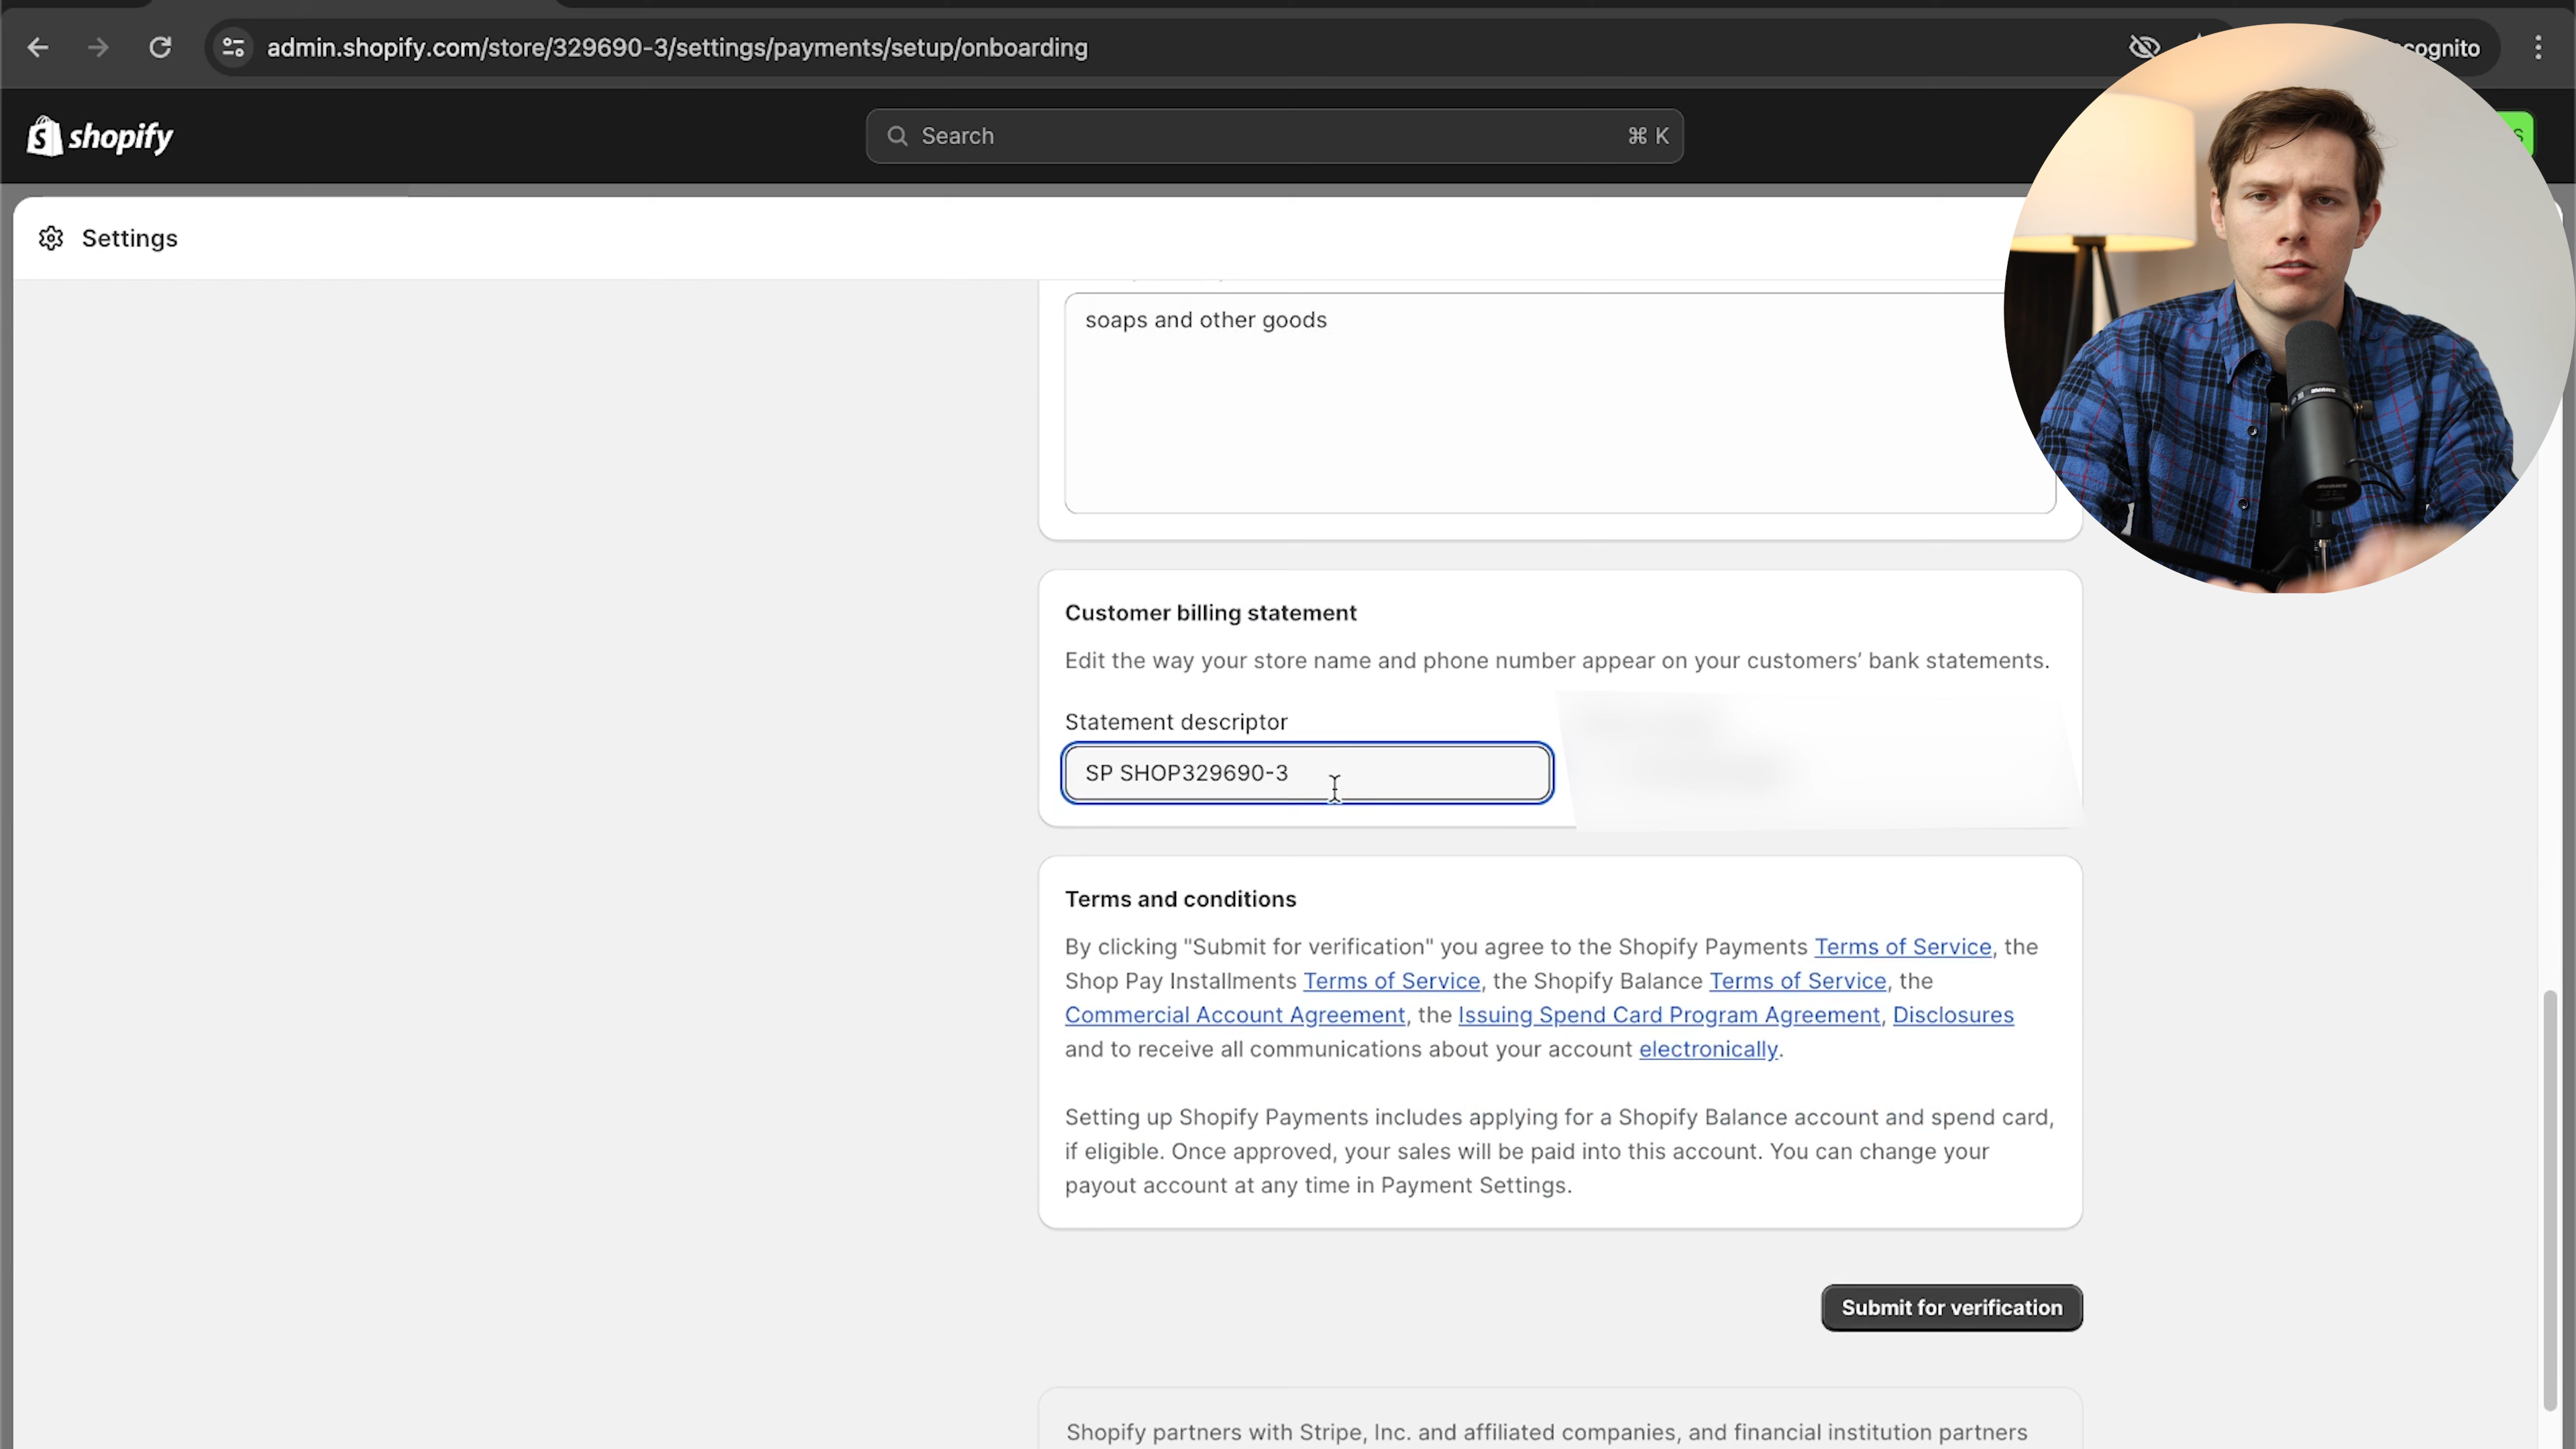 admin.shopify.com/store/329690-3/settings/payments/setup/onboarding
cognito
shopify
Search
⌘ K
S
Settings
soaps and other goods
Customer billing statement
Edit the way your store name and phone number appear on your customers’ bank statements.
Statement descriptor
SP SHOP329690-3
Terms and conditions
By clicking "Submit for verification" you agree to the Shopify Payments Terms of Service, the
Shop Pay Installments Terms of Service, the Shopify Balance Terms of Service, the
Commercial Account Agreement, the Issuing Spend Card Program Agreement, Disclosures
and to receive all communications about your account electronically.
Setting up Shopify Payments includes applying for a Shopify Balance account and spend card,
if eligible. Once approved, your sales will be paid into this account. You can change your
payout account at any time in Payment Settings.
Submit for verification
Shopify partners with Stripe, Inc. and affiliated companies, and financial institution partners